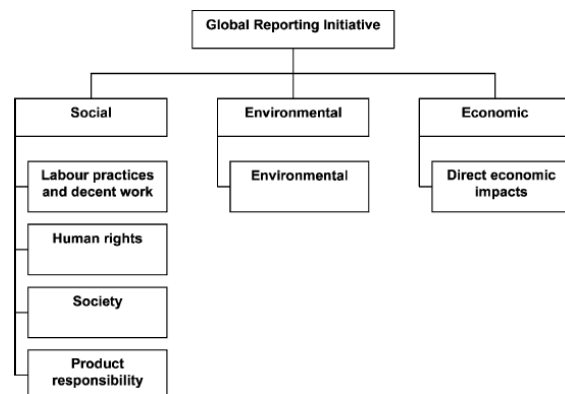 Global Reporting Initiative
Social
Environmental
Economic
Labour practices
and decent work
Environmental
Direct economic
impacts
Human rights
Society
Product
responsibility